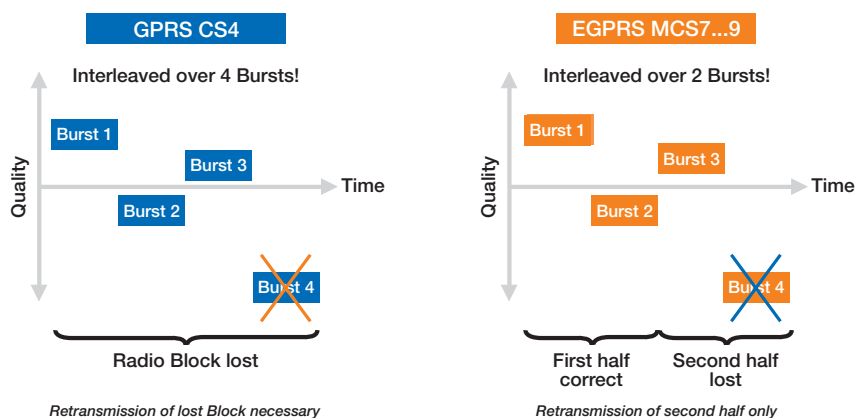 GPRS CS4
Interleaved over 4 Bursts!
Quality
Burst 1
Burst 2
Burst 3
Burst 4
Time
Radio Block lost
Retransmission of lost Block necessary
EGPRS MCS7...9
Interleaved over 2 Bursts!
Quality
Burst 1
Burst 2
Burst 3
Burst 4
Time
First half
correct
Second half
lost
Retransmission of second half only